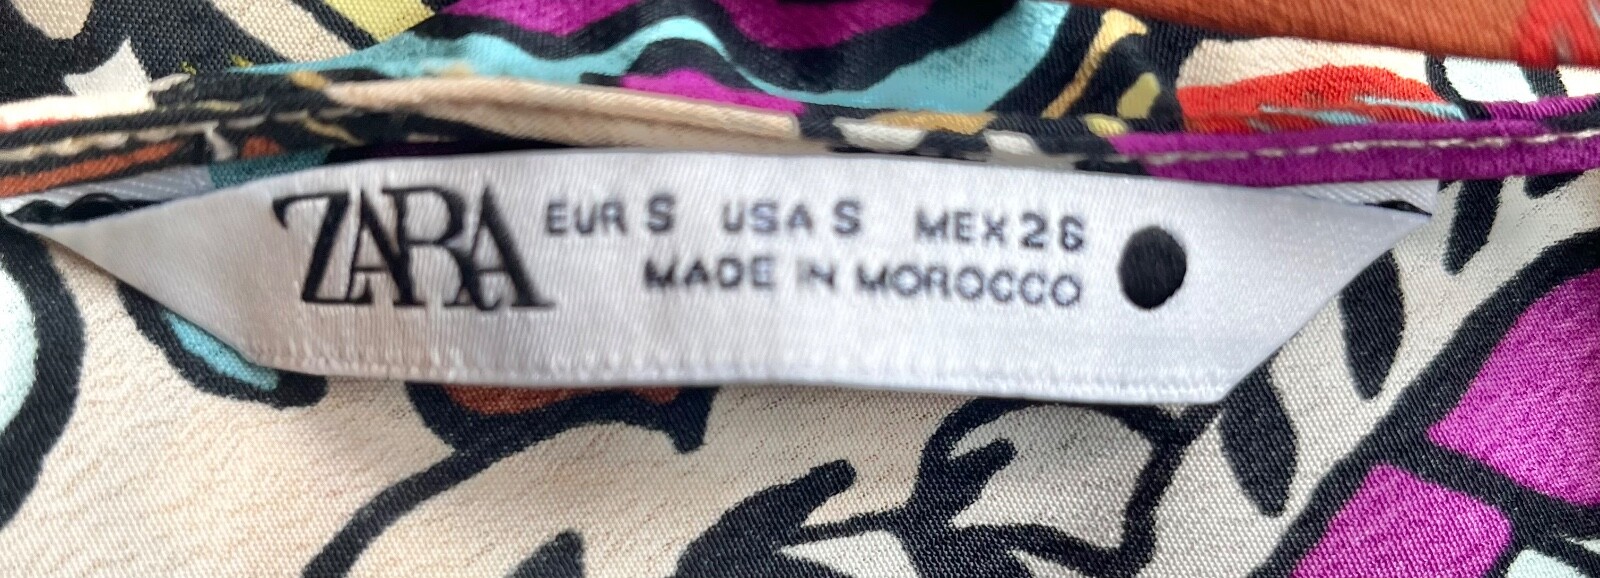 ZARA
EUR S USA S MEX 26
MADE IN MOROCCO